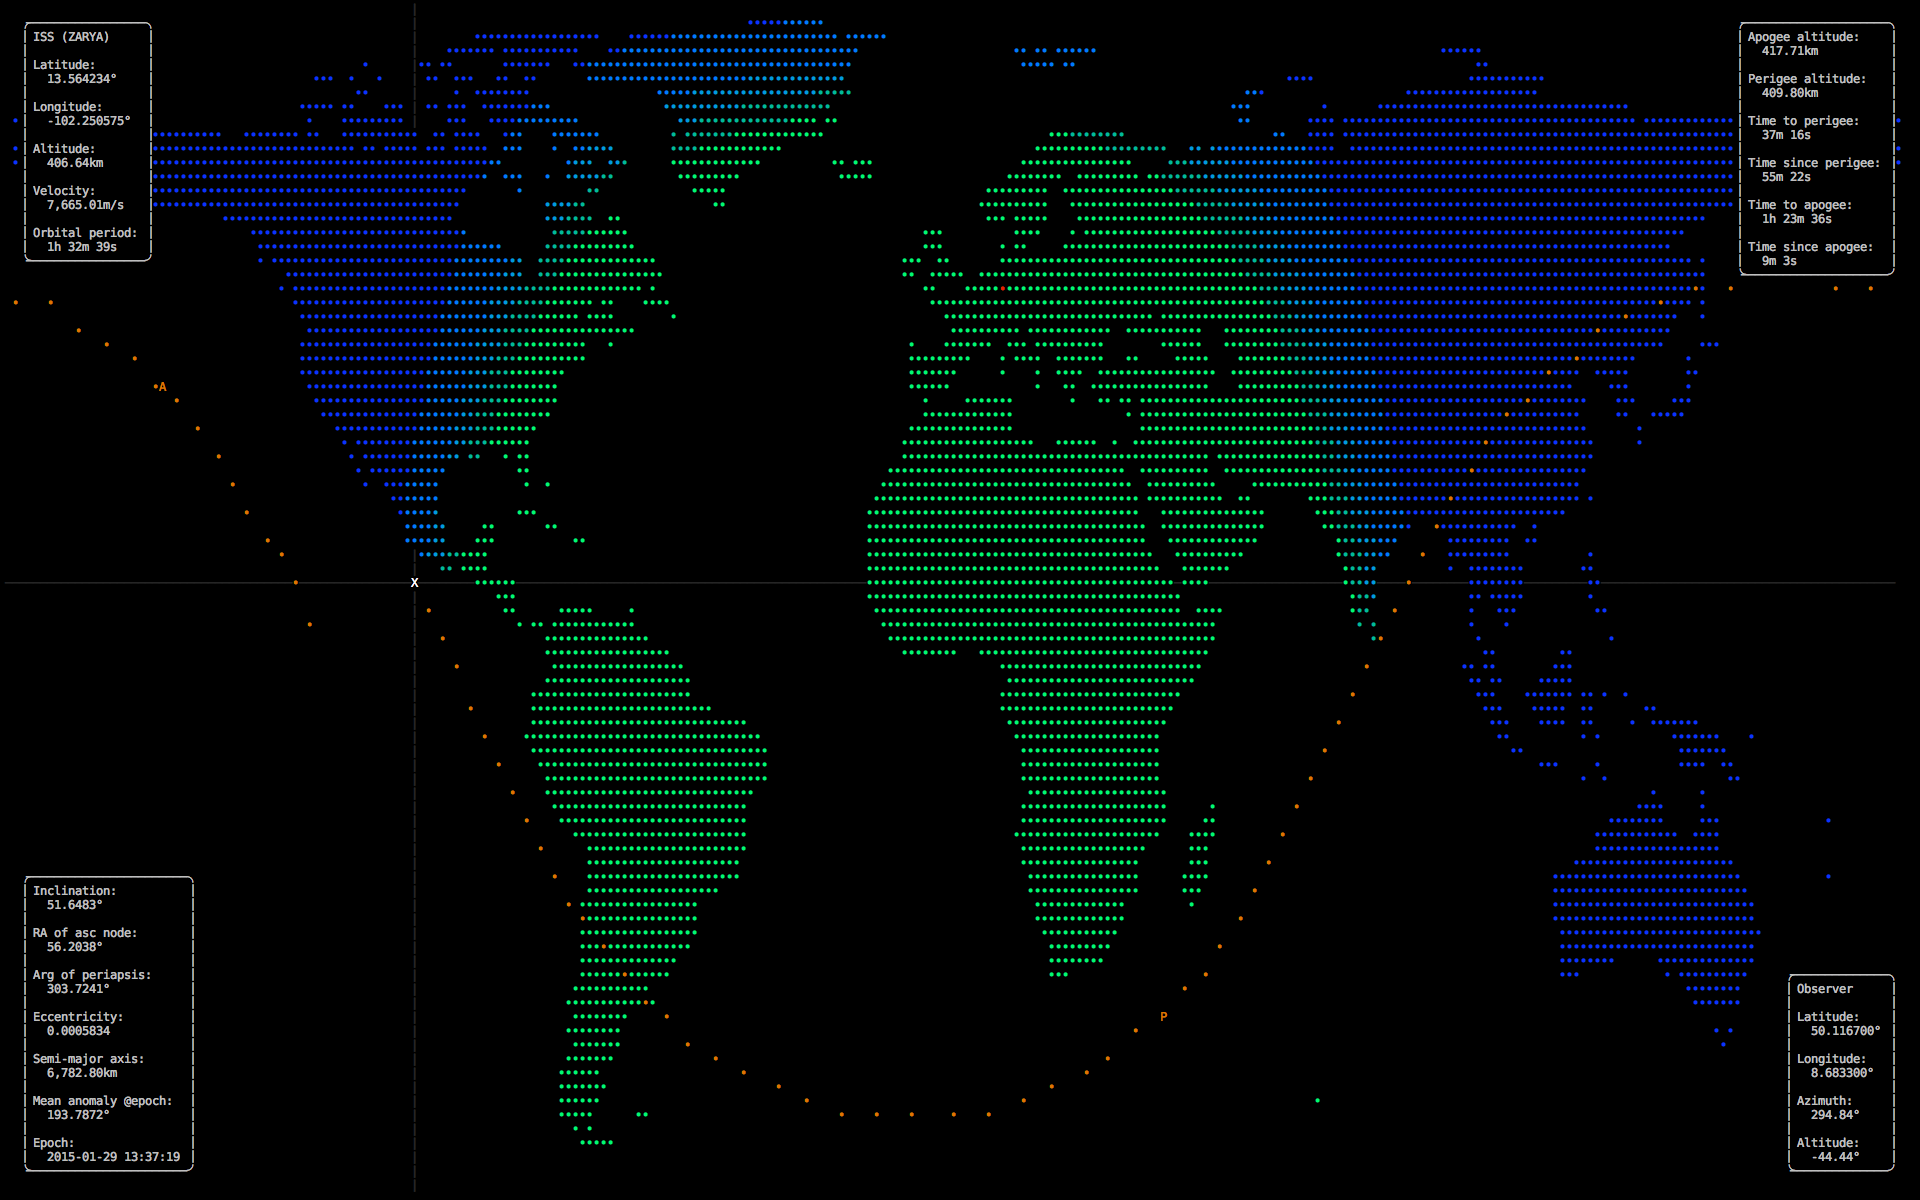 ISS (ZARYA)
Latitude:
13.564234°
Longitude:
-102.250575°
Altitude:
406.64km
Velocity:
7,665.01m/s
Orbital period:
1h 32m 39s
Apogee altitude:
417.71km
Perigee altitude:
409.80km
Time to perigee:
37m 16s
Time since perigee:
55m 22s
Time to apogee:
1h 23m 36s
Time since apogee:
9m 3s
A
X
P
Inclination:
51.6483°
RA of asc node:
56.2038°
Arg of periapsis:
303.7241°
Eccentricity:
0.0005834
Semi-major axis:
6,782.80km
Mean anomaly @epoch:
193.7872°
Epoch:
2015-01-29 13:37:19
Observer
Latitude:
50.116700°
Longitude:
8.683300°
Azimuth:
294.84°
Altitude:
-44.44°